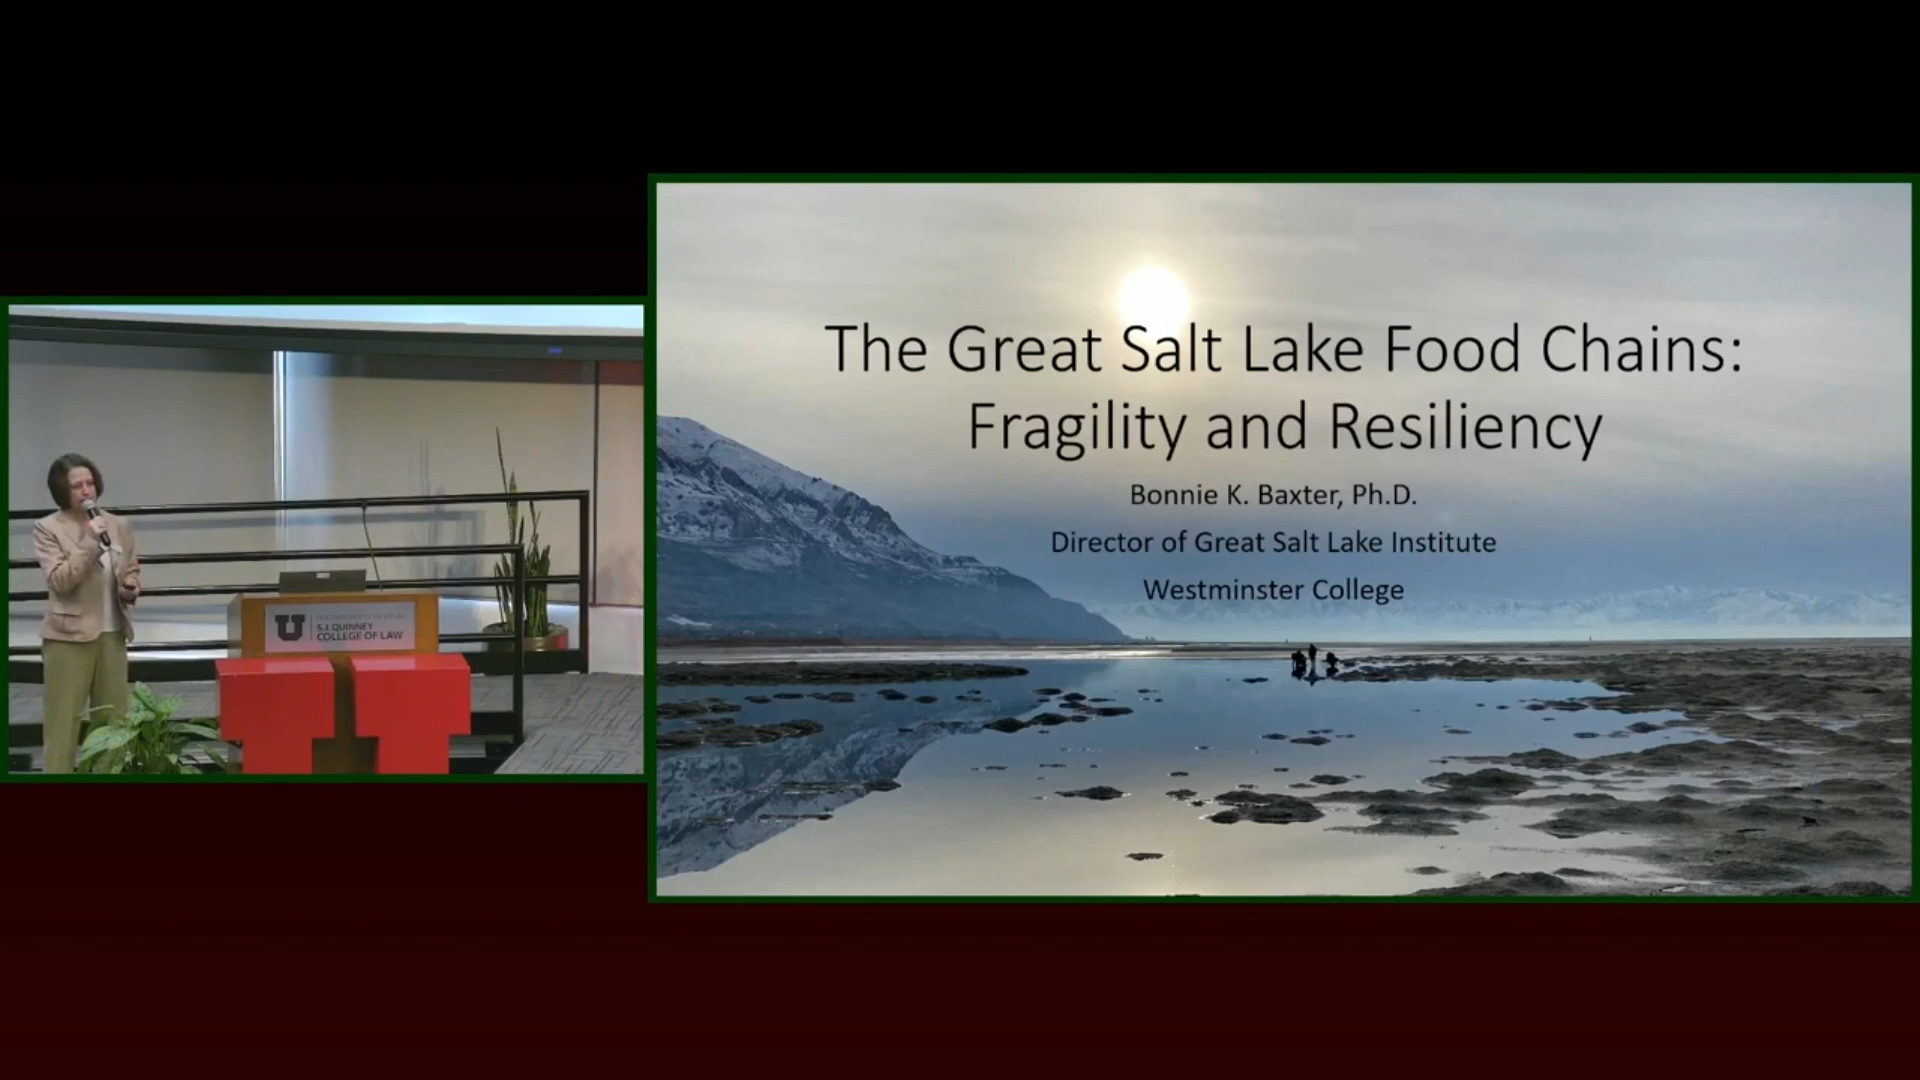 The Great Salt Lake Food Chains:
Fragility and Resiliency
Bonnie K. Baxter, Ph.D.
Director of Great Salt Lake Institute
Westminster College
U
S.J. QUINNEY
COLLEGE OF LAW